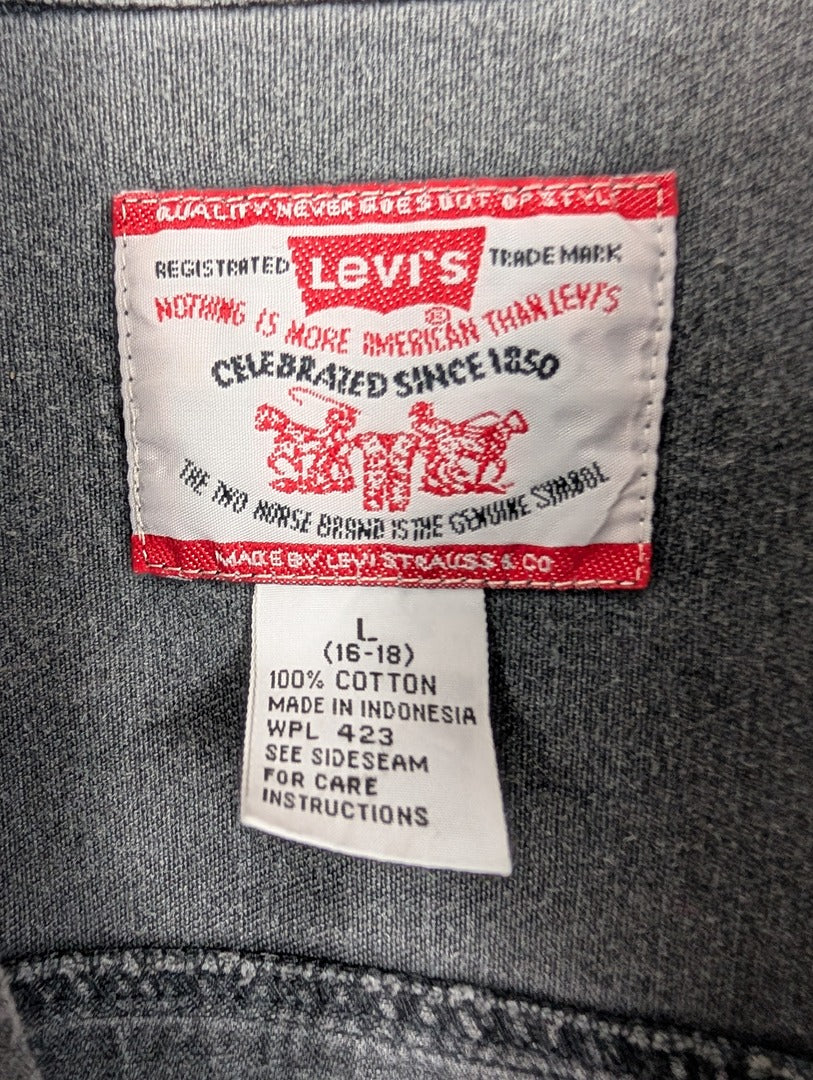 QUALITY NEVER GOES OUT OF STYLE
REGISTRATED LEVI'S TRADE MARK
®
NOTHING IS MORE AMERICAN THAN LEVI'S
CELEBRATED SINCE 1850
THE TWO HORSE BRAND IS THE GENUINE SYMBOL
MADE BY LEVI STRAUSS & CO
L
(16-18)
100% COTTON
MADE IN INDONESIA
WPL 423
SEE SIDESEAM
FOR CARE
INSTRUCTIONS